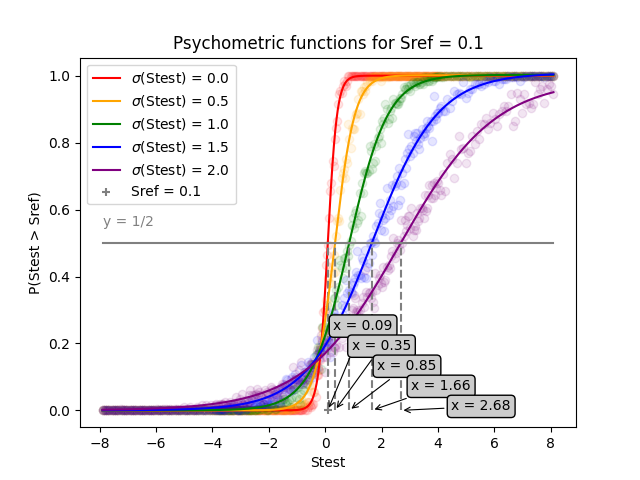 Psychometric functions for Sref = 0.1
σ(Stest) = 0.0
σ(Stest) = 0.5
σ(Stest) = 1.0
σ(Stest) = 1.5
σ(Stest) = 2.0
Sref = 0.1
y = 1/2
x = 0.09
x = 0.35
x = 0.85
x = 1.66
x = 2.68
P(Stest > Sref)
1.0
0.8
0.6
0.4
0.2
0.0
−8
−6
−4
−2
0
2
4
6
8
Stest